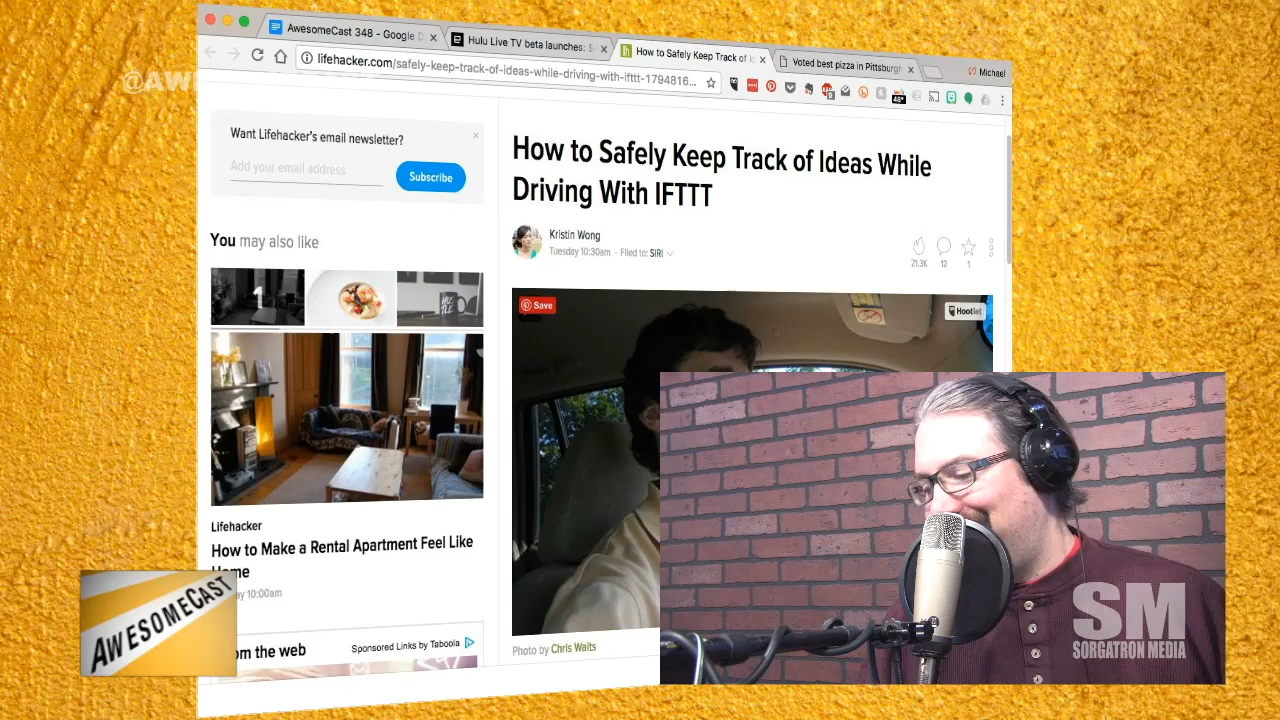 AwesomeCast 348 - Google D
Hulu Live TV beta launches:
How to Safely Keep Track of Id
Voted best pizza in Pittsburgh
Michael
lifehacker.com/safely-keep-track-of-ideas-while-driving-with-ifttt-1794816...
@AW
Want Lifehacker's email newsletter?
Add your email address
Subscribe
How to Safely Keep Track of Ideas While
Driving With IFTTT
Kristin Wong
Tuesday 10:30am · Filed to: SIRI
21.3K
12
1
You may also like
1
HUSTLE
Save
Hootlet
Lifehacker
How to Make a Rental Apartment Feel Like
Home
10:00am
om the web
Sponsored Links by Taboola
Photo by Chris Waits
AWESOMECAST
SM
SORGATRON MEDIA